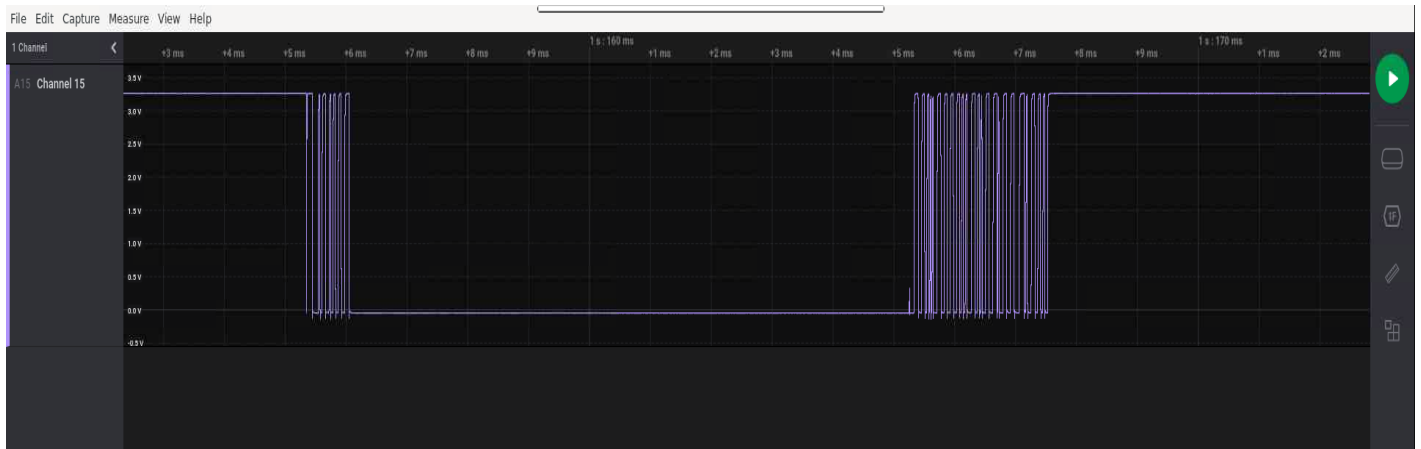 File Edit Capture Measure View Help
1 Channel
+3 ms +4 ms +5 ms +6 ms +7 ms +8 ms +9 ms 1 s : 160 ms +1 ms +2 ms +3 ms +4 ms +5 ms +6 ms +7 ms +8 ms +9 ms 1 s : 170 ms +1 ms +2 ms
A15 Channel 15
3.5 V
3.0 V
2.5 V
2.0 V
1.5 V
1.0 V
0.5 V
0.0 V
-0.5 V
1F